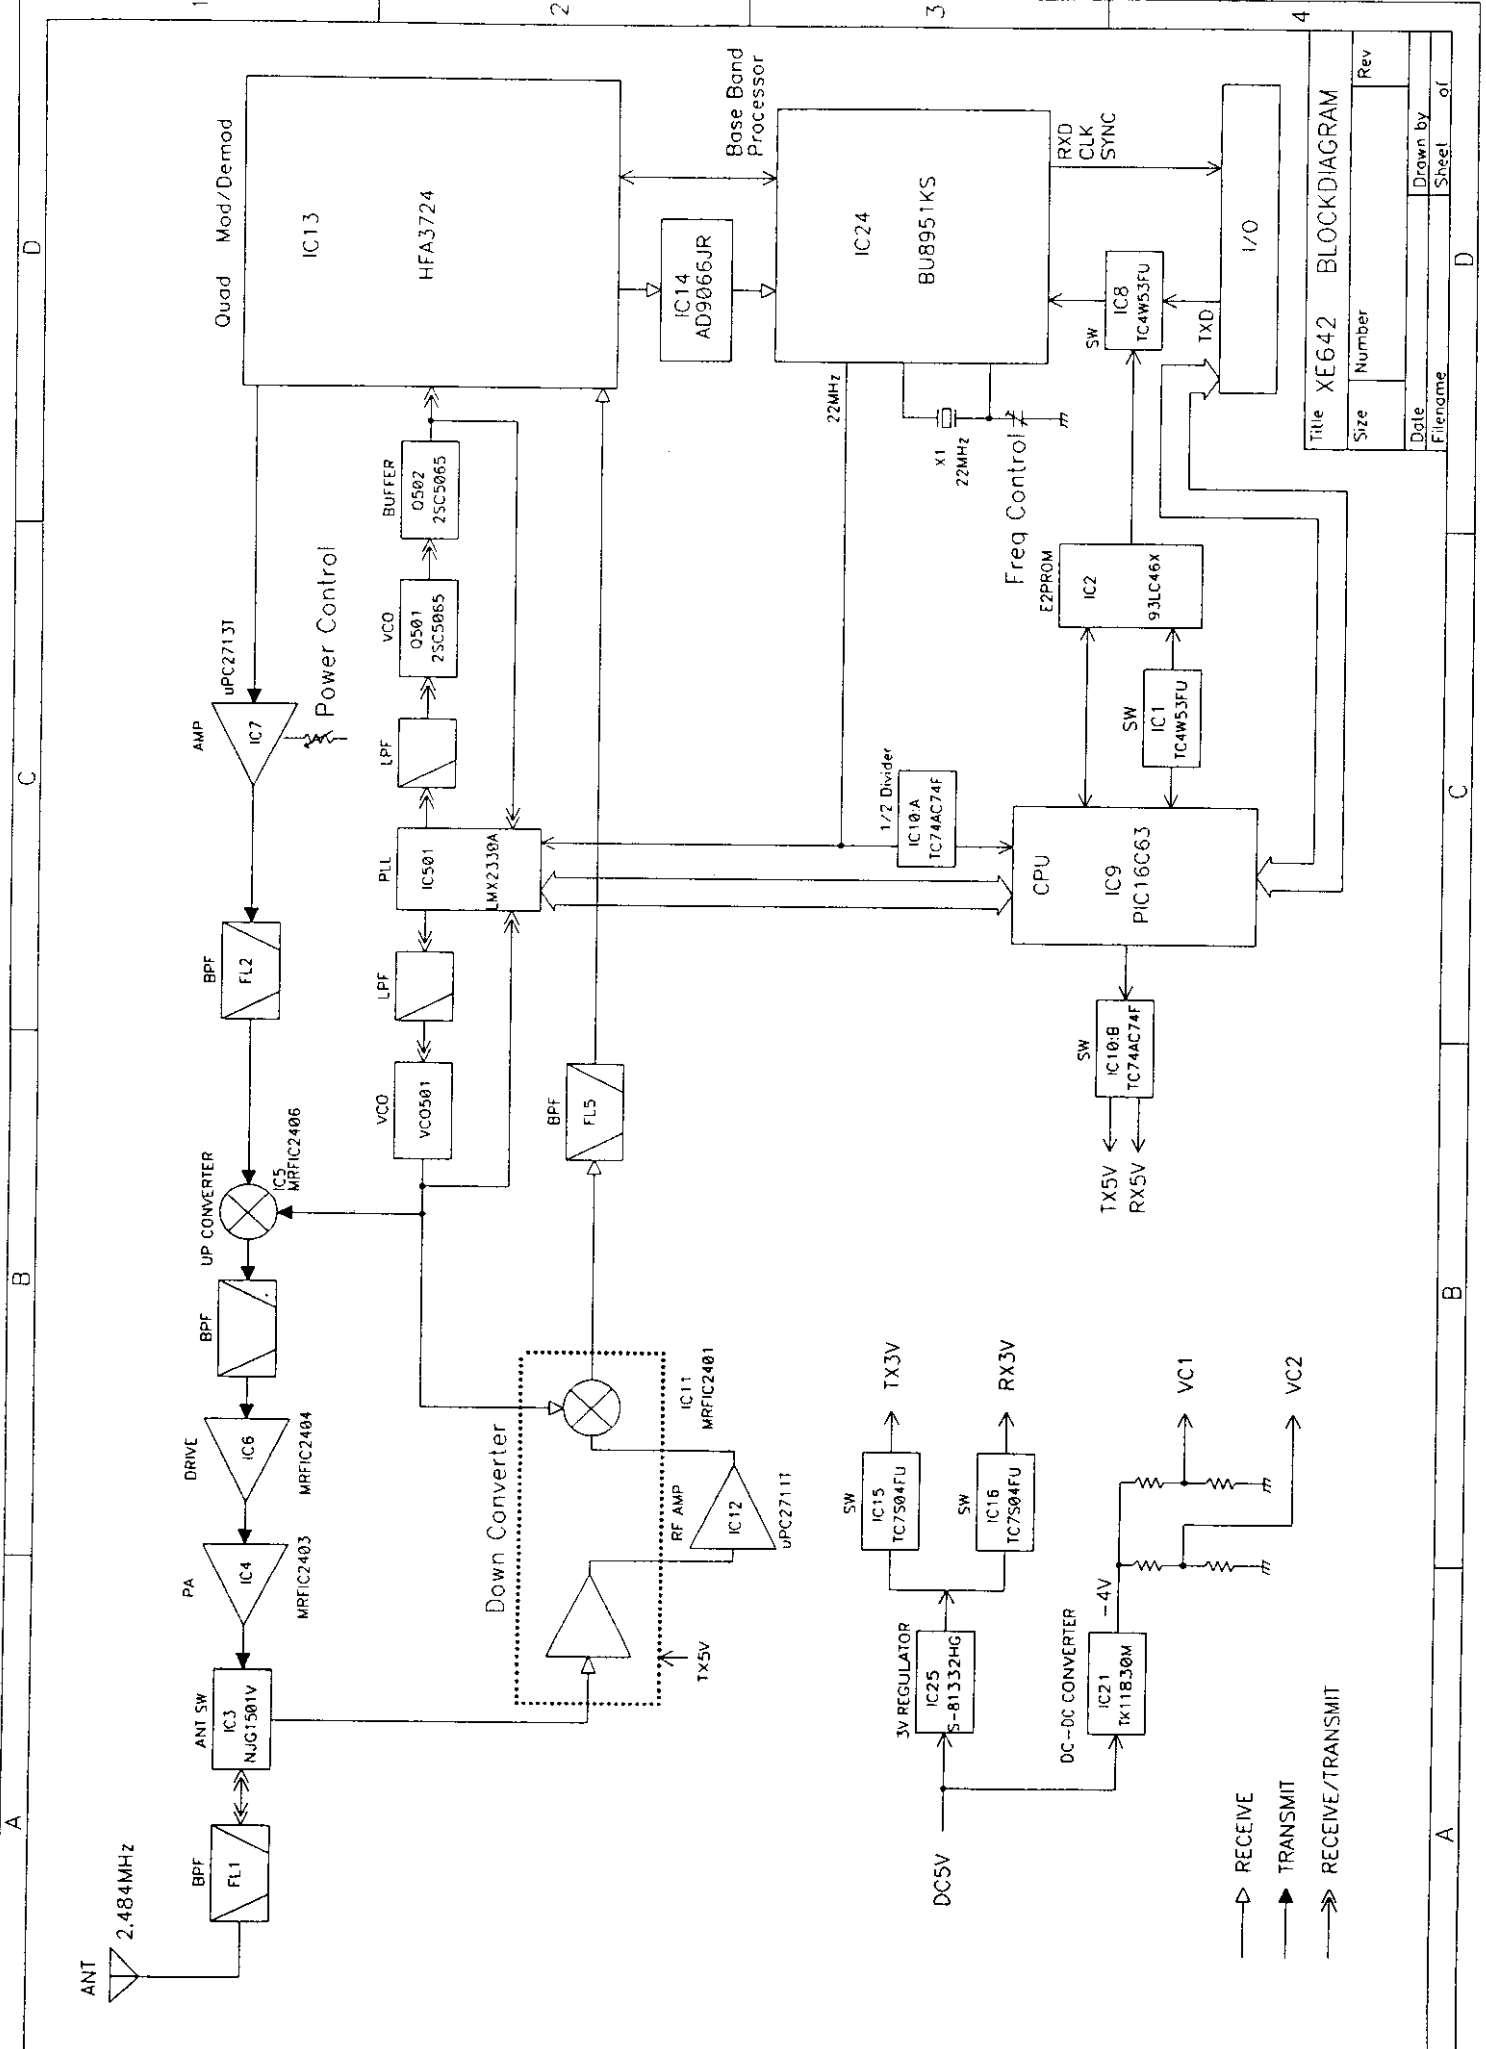 1
2
3
4
A
B
C
D
ANT
2.484MHz
BPF
FL1
ANT SW
IC3
NJG1501V
PA
IC4
MRFIC2403
DRIVE
IC6
MRFIC2404
BPF
UP CONVERTER
IC5
MRFIC2406
BPF
FL2
AMP
IC7
uPC2713T
Power Control
Quad Mod/Demod
IC13
HFA3724
VCO
VCO501
LPF
PLL
IC501
LMX2330A
LPF
VCO
Q501
2SC5065
BUFFER
Q502
2SC5065
Down Converter
TX5V
RF AMP
IC12
uPC2711T
IC11
MRFIC2401
BPF
FL5
IC14
AD9066JR
Base Band
Processor
IC24
BU8951KS
22MHz
X1
22MHz
Freq Control
RXD
CLK
SYNC
SW
IC8
TC4W53FU
TXD
I/O
1/2 Divider
IC10:A
TC74AC74F
CPU
IC9
PIC16C63
SW
IC1
TC4W53FU
E2PROM
IC2
93LC46X
SW
IC10:B
TC74AC74F
TX5V
RX5V
DC5V
3V REGULATOR
IC25
S-81332HG
SW
IC15
TC7S04FU
TX3V
SW
IC16
TC7S04FU
RX3V
DC-DC CONVERTER
IC21
TK11830M
-4V
VC1
VC2
RECEIVE
TRANSMIT
RECEIVE/TRANSMIT
Title XE642 BLOCKDIAGRAM
Size
Number
Rev
Date
Drawn by
Filename
Sheet of
A
B
C
D